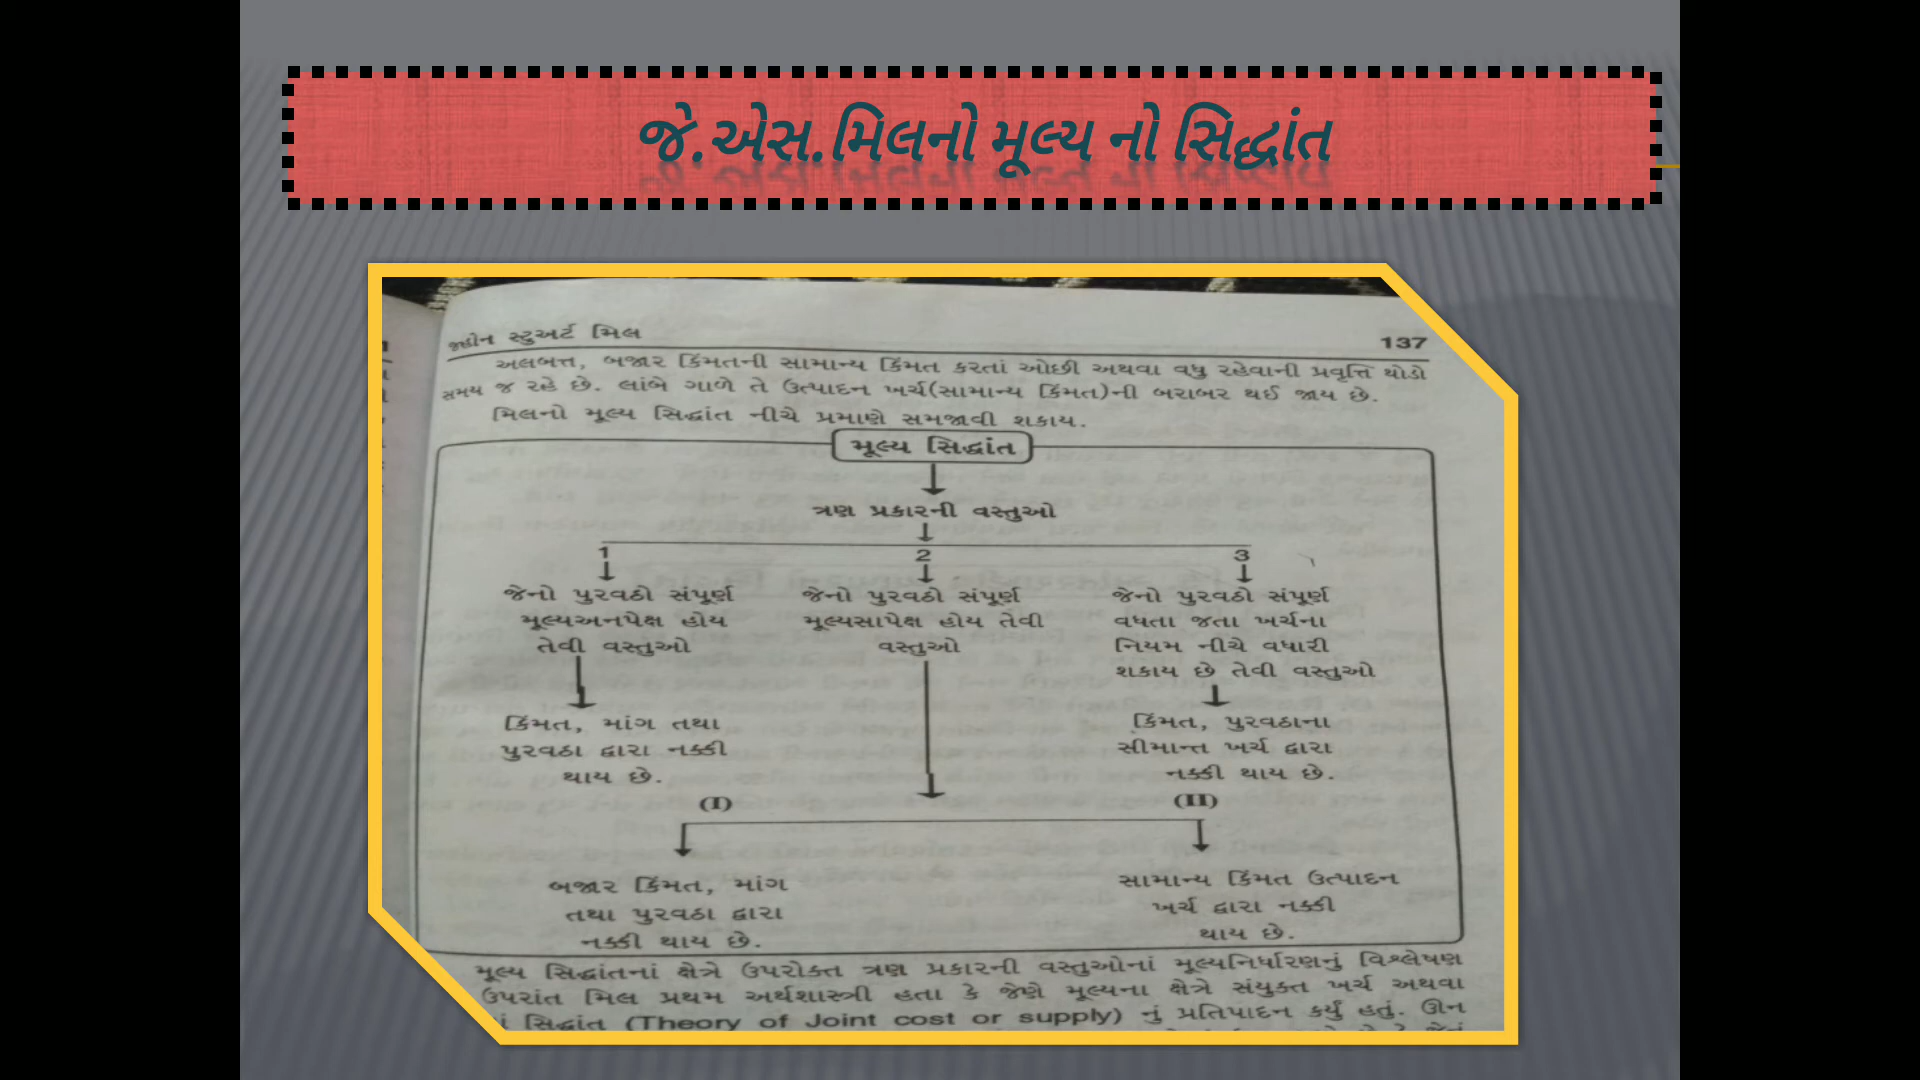 જે.એસ.મિલનો મૂલ્ય નો સિદ્ધાંત
જ્હોન સ્ટુઅર્ટ મિલ 137
અલબત્ત, બજાર કિંમતની સામાન્ય કિંમત કરતાં ઓછી અથવા વધુ રહેવાની પ્રવૃત્તિ થોડો
સમય જ રહે છે. લાંબે ગાળે તે ઉત્પાદન ખર્ચ(સામાન્ય કિંમત)ની બરાબર થઈ જાય છે.
મિલનો મૂલ્ય સિદ્ધાંત નીચે પ્રમાણે સમજાવી શકાય.
મૂલ્ય સિદ્ધાંત
ત્રણ પ્રકારની વસ્તુઓ
1 2 3
જેનો પુરવઠો સંપૂર્ણ જેનો પુરવઠો સંપૂર્ણ જેનો પુરવઠો સંપૂર્ણ
મૂલ્યઅનપેક્ષ હોય મૂલ્યસાપેક્ષ હોય તેવી વધતા જતા ખર્ચના
તેવી વસ્તુઓ વસ્તુઓ નિયમ નીચે વધારી
શકાય છે તેવી વસ્તુઓ
કિંમત, માંગ તથા કિંમત, પુરવઠાના
પુરવઠા દ્વારા નક્કી સીમાન્ત ખર્ચ દ્વારા
થાય છે. નક્કી થાય છે.
(I) (II)
બજાર કિંમત, માંગ સામાન્ય કિંમત ઉત્પાદન
તથા પુરવઠા દ્વારા ખર્ચ દ્વારા નક્કી
નક્કી થાય છે. થાય છે.
મૂલ્ય સિદ્ધાંતનાં ક્ષેત્રે ઉપરોક્ત ત્રણ પ્રકારની વસ્તુઓનાં મૂલ્યનિર્ધારણનું વિશ્લેષણ
ઉપરાંત મિલ પ્રથમ અર્થશાસ્ત્રી હતા કે જેણે મૂલ્યના ક્ષેત્રે સંયુક્ત ખર્ચ અથવા
સિદ્ધાંત (Theory of Joint cost or supply) નું પ્રતિપાદન કર્યું હતું. ઊન